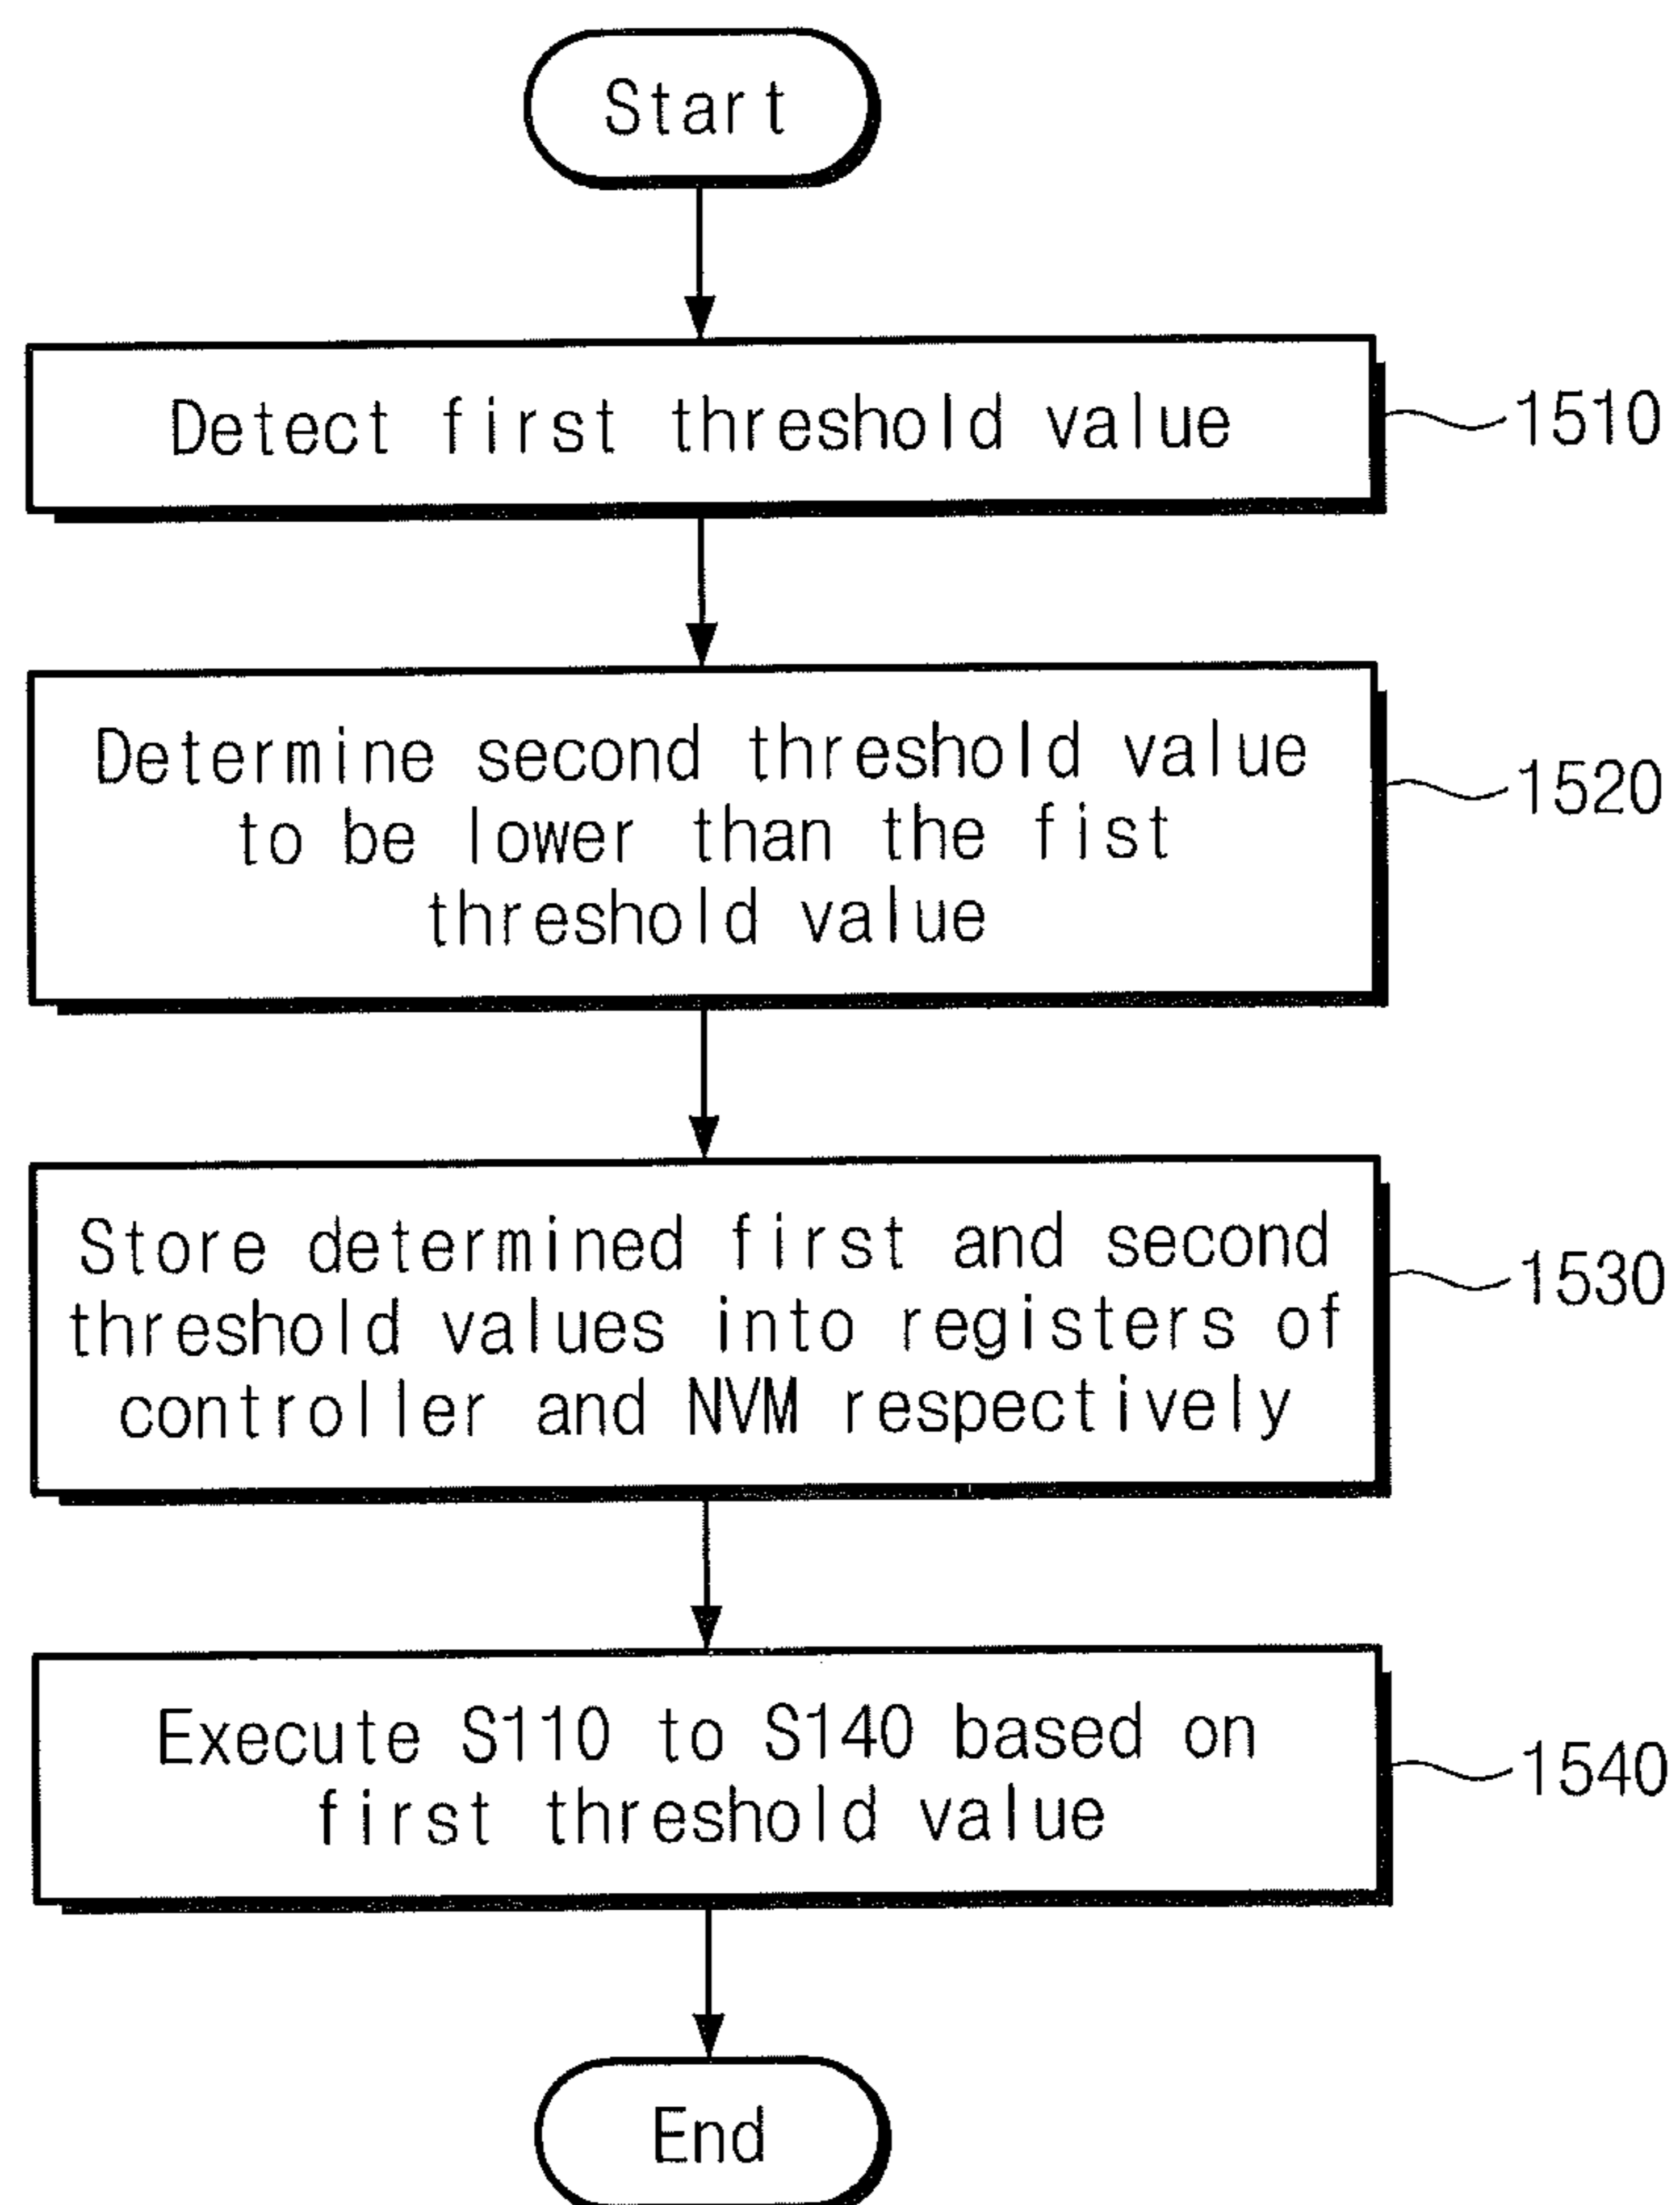 Start
Detect first threshold value
1510
Determine second threshold value
to be lower than the fist
threshold value
1520
Store determined first and second
threshold values into registers of
controller and NVM respectively
1530
Execute S110 to S140 based on
first threshold value
1540
End